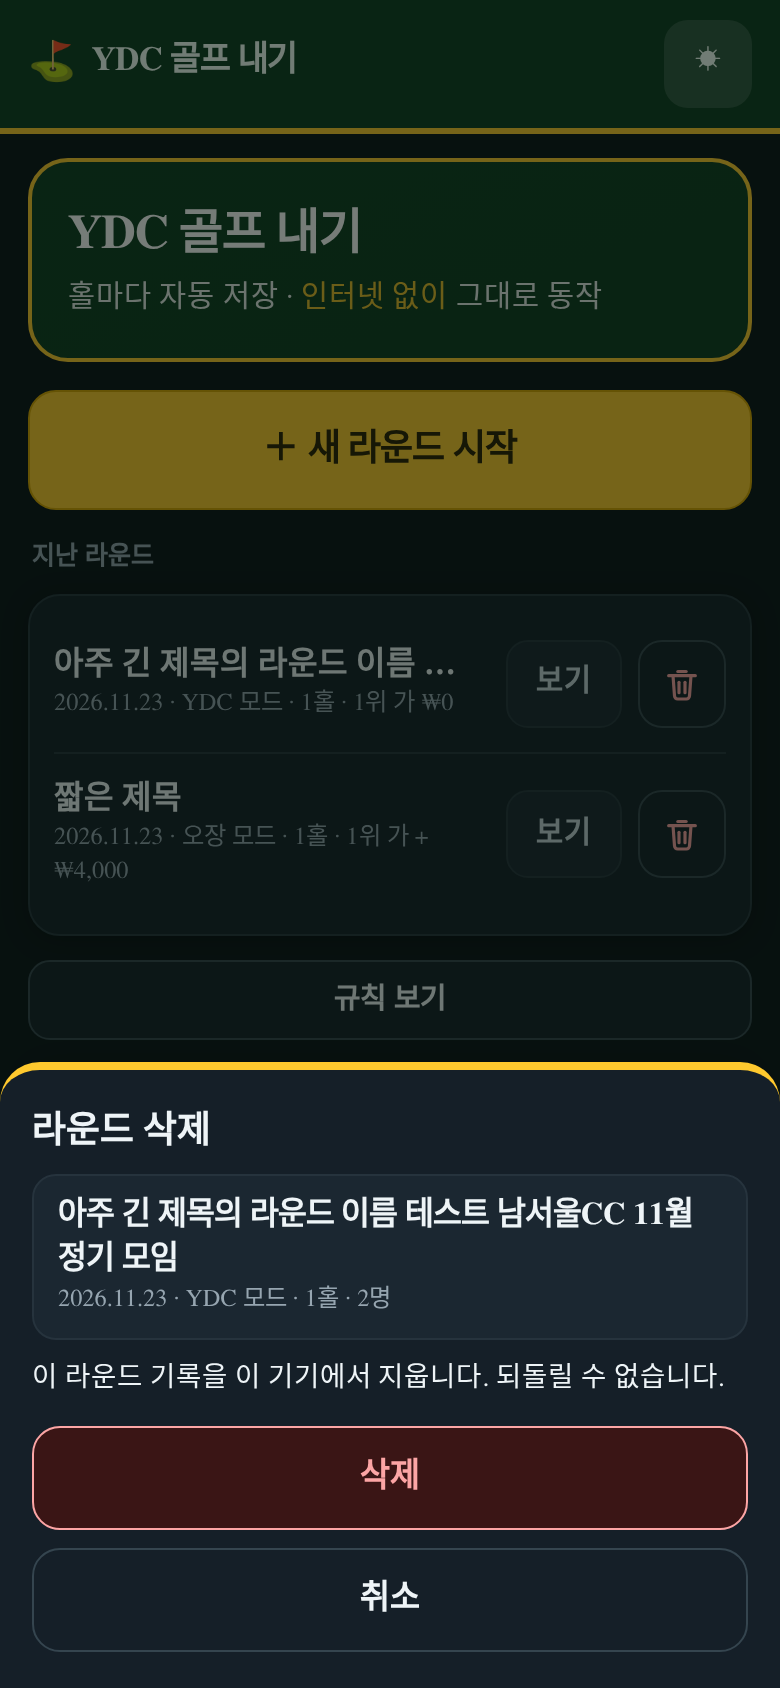 YDC 골프 내기
YDC 골프 내기
홀마다 자동 저장 · 인터넷 없이 그대로 동작
+ 새 라운드 시작
지난 라운드
아주 긴 제목의 라운드 이름 ...
보기
2026.11.23 · YDC 모드 · 1홀 · 1위 가 ₩0
짧은 제목
보기
2026.11.23 · 오장 모드 · 1홀 · 1위 가 +
₩4,000
규칙 보기
라운드 삭제
아주 긴 제목의 라운드 이름 테스트 남서울CC 11월
정기 모임
2026.11.23 · YDC 모드 · 1홀 · 2명
이 라운드 기록을 이 기기에서 지웁니다. 되돌릴 수 없습니다.
삭제
취소